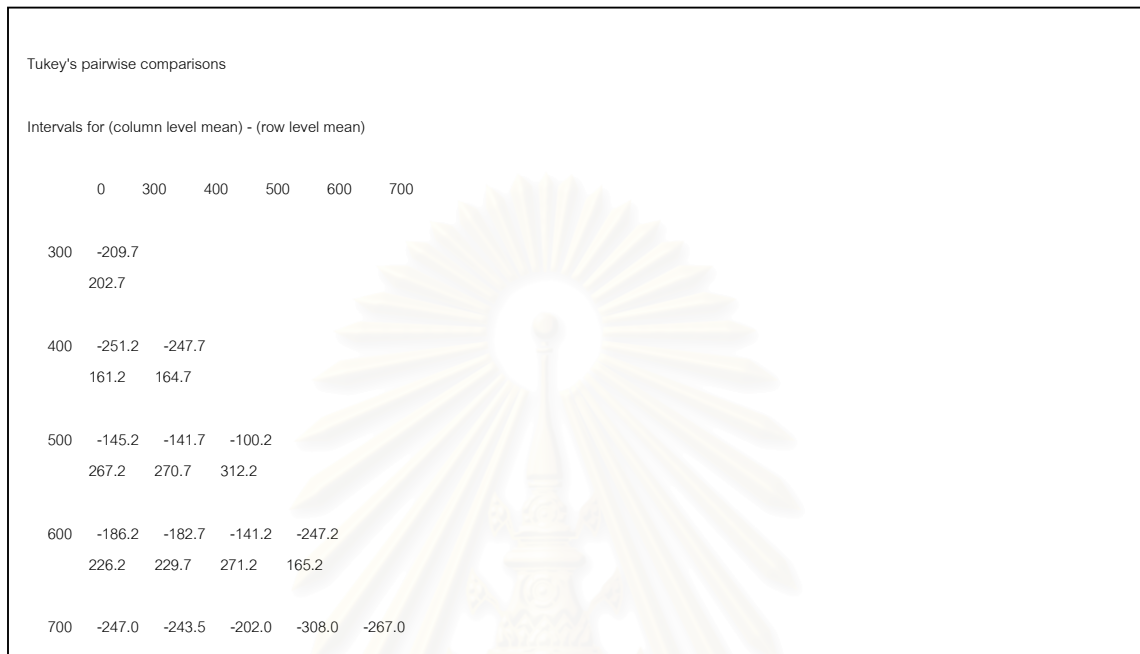 Tukey's pairwise comparisons
Intervals for (column level mean) - (row level mean)
0 300 400 500 600 700
300 -209.7
202.7
400 -251.2 -247.7
161.2 164.7
500 -145.2 -141.7 -100.2
267.2 270.7 312.2
600 -186.2 -182.7 -141.2 -247.2
226.2 229.7 271.2 165.2
700 -247.0 -243.5 -202.0 -308.0 -267.0